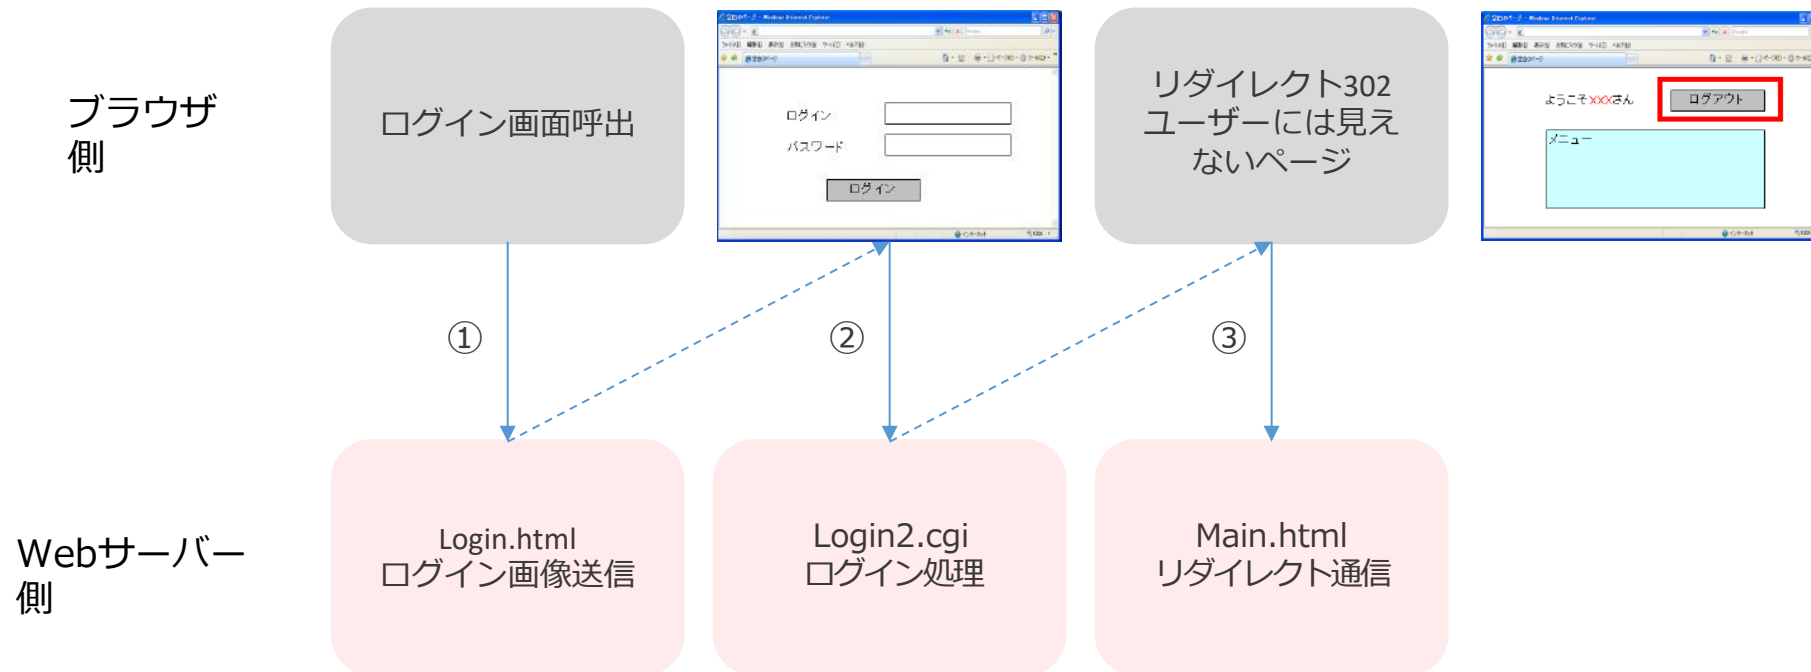 ブラウザ
側
ログイン画面呼出
ログイン
パスワード
ログイン
リダイレクト302
ユーザーには見え
ないページ
ようこそxxxさん
ログアウト
メニュー
①
②
③
Webサーバー
側
Login.html
ログイン画像送信
Login2.cgi
ログイン処理
Main.html
リダイレクト通信